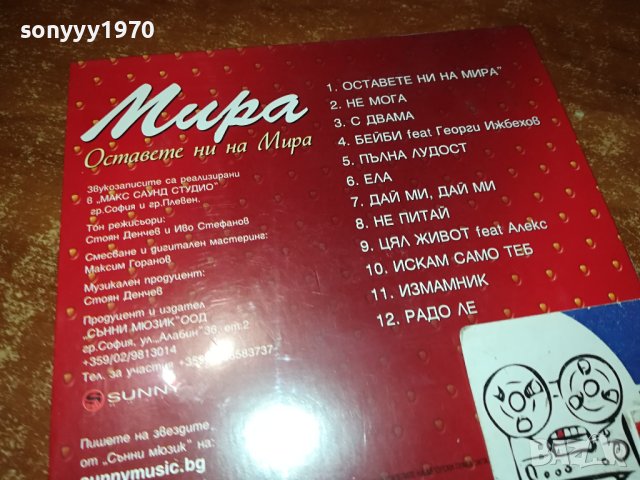 sonyyy1970
Мира
Оставете ни на Мира
Звукозаписите са реализирани
в „МАКС САУНД СТУДИО"
гр.София и гр.Плевен.
Тон режисьори:
Стоян Денчев и Иво Стефанов
Смесване и дигитален мастеринг:
Максим Горанов
Музикален продуцент:
Стоян Денчев
Продуцент и издател
"СЪННИ МЮЗИК"ООД
гр.София, ул.„Алабин"36, ет.2
+359/02/9813014
Тел. за участия +359
583737
SUNNY
Пишете на звездите
от „Сънни мюзик" на:
sunnymusic.bg
1. ОСТАВЕТЕ НИ НА МИРА"
2. НЕ МОГА
3. С ДВАМА
4. БЕЙБИ feat Георги Ижбехов
5. ПЪЛНА ЛУДОСТ
6. ЕЛА
7. ДАЙ МИ, ДАЙ МИ
8. НЕ ПИТАЙ
9. ЦЯЛ ЖИВОТ feat Алекс
10. ИСКАМ САМО ТЕБ
11. ИЗМАМНИК
12. РАДО ЛЕ
BAZAR